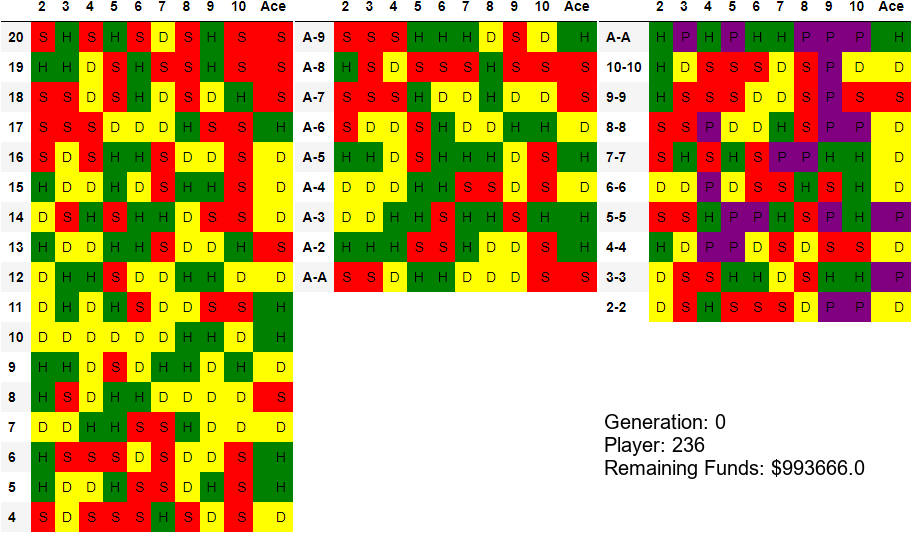 2 3 4 5 6 7 8 9 10 Ace
20 S H S H S D S H S S
19 H H D S H S S H S S
18 S S D S H D S D H S
17 S S S D D D H S S H
16 S D S H H S D D S D
15 H D D H D S H H S D
14 D S H S H H D S S D
13 H D D H H S D D H S
12 D H H S D D H H D D
11 D H D H S D D S S H
10 D D D D D D H H D H
9 H H D S D H H D H D
8 H S D H H D D D D S
7 D D H H S S H D D D
6 H S S S D S D D S H
5 H D D H S S D H S H
4 S D S S S H S D S D
2 3 4 5 6 7 8 9 10 Ace
A-9 S S S H H H D S D H
A-8 H S D S S S H S S S
A-7 S S S H D D H D D S
A-6 S D D S H D D H H D
A-5 H H D S H H H D S H
A-4 D D D H H S S D S D
A-3 D D H H S H H S H H
A-2 H H H S S H D D S H
A-A S S D H H D D D S S
2 3 4 5 6 7 8 9 10 Ace
A-A H P H P H H P P P H
10-10 H D S S S D S P D D
9-9 H S S S D D S P S S
8-8 S S P D D H S P P D
7-7 S H S H S P P H H D
6-6 D D P D S S H S H D
5-5 S S H P P H S P H P
4-4 H D P P D S D S S D
3-3 D S S H H D S H H P
2-2 D S H S S S D P P D
Generation: 0
Player: 236
Remaining Funds: $993666.0